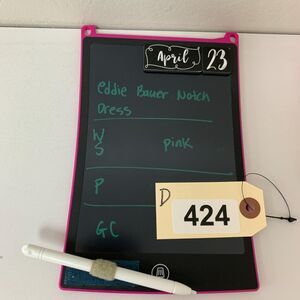 April 23
eddie Bauer Notch
Dress
W
S pink
P
D
424
GC